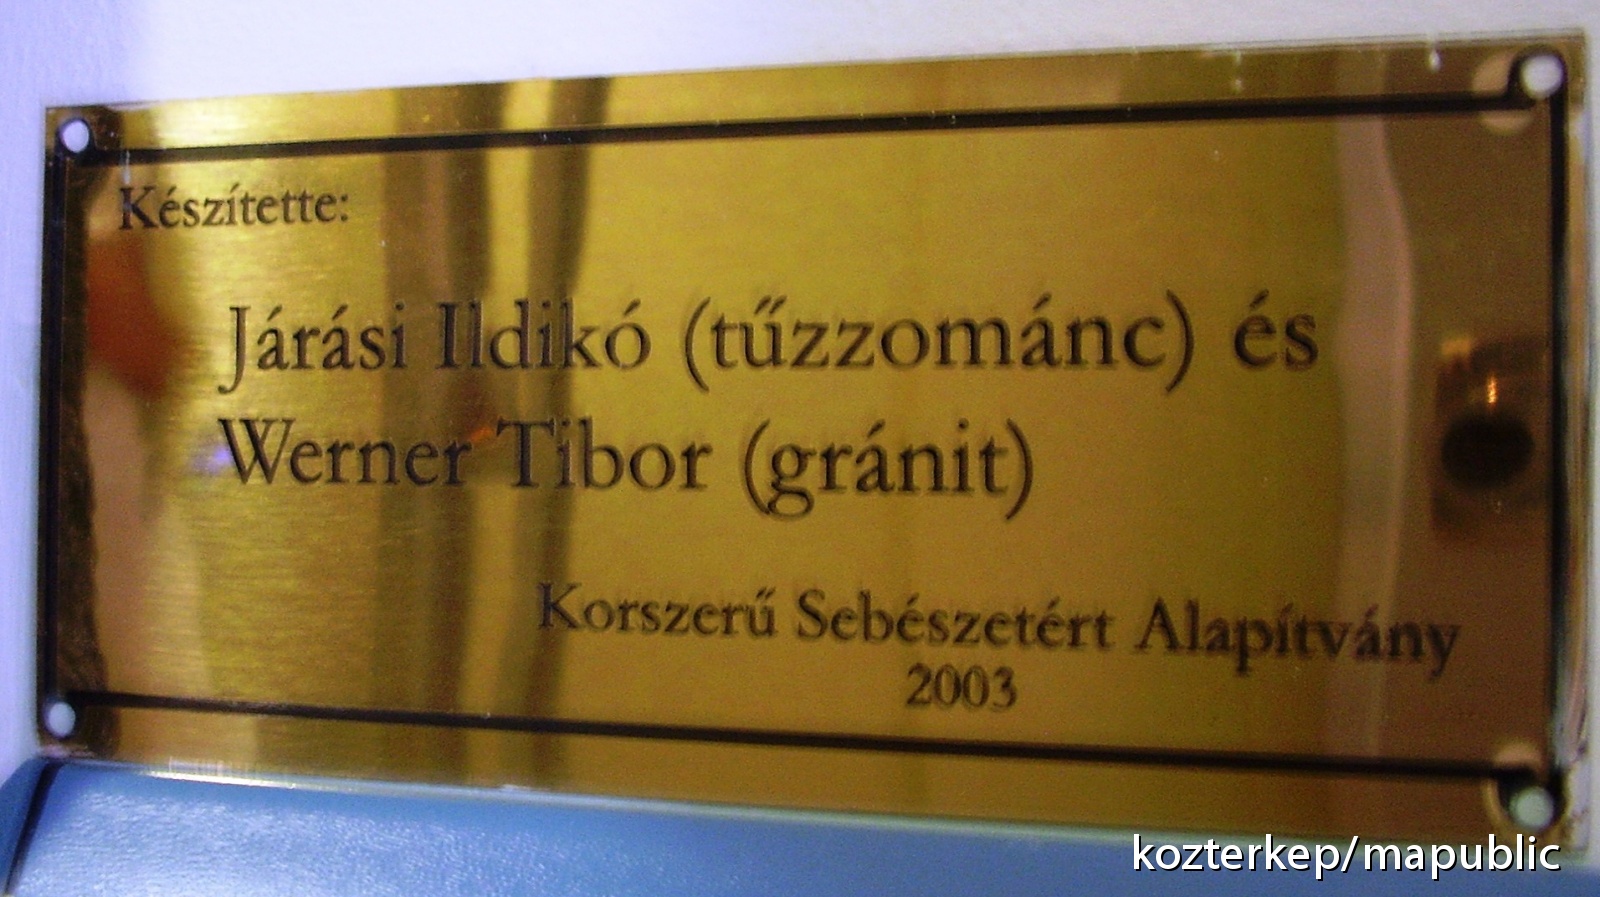 Készítette:
Járási Ildikó (tűzzománc) és
Werner Tibor (gránit)
Korszerű Sebészetért Alapítvány
2003
kozterkep/mapublic